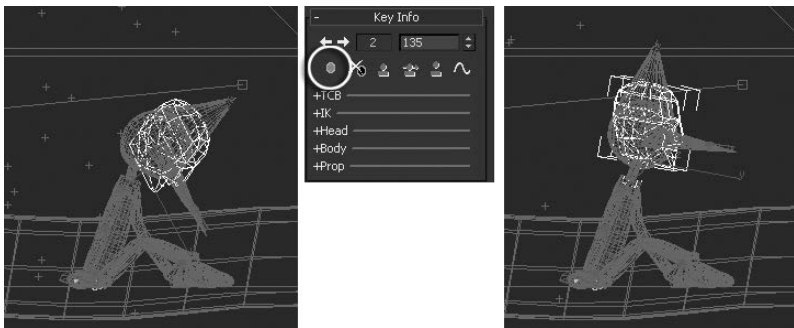 - Key Info
2 135
+TCB
+IK
+Head
+Body
+Prop
y